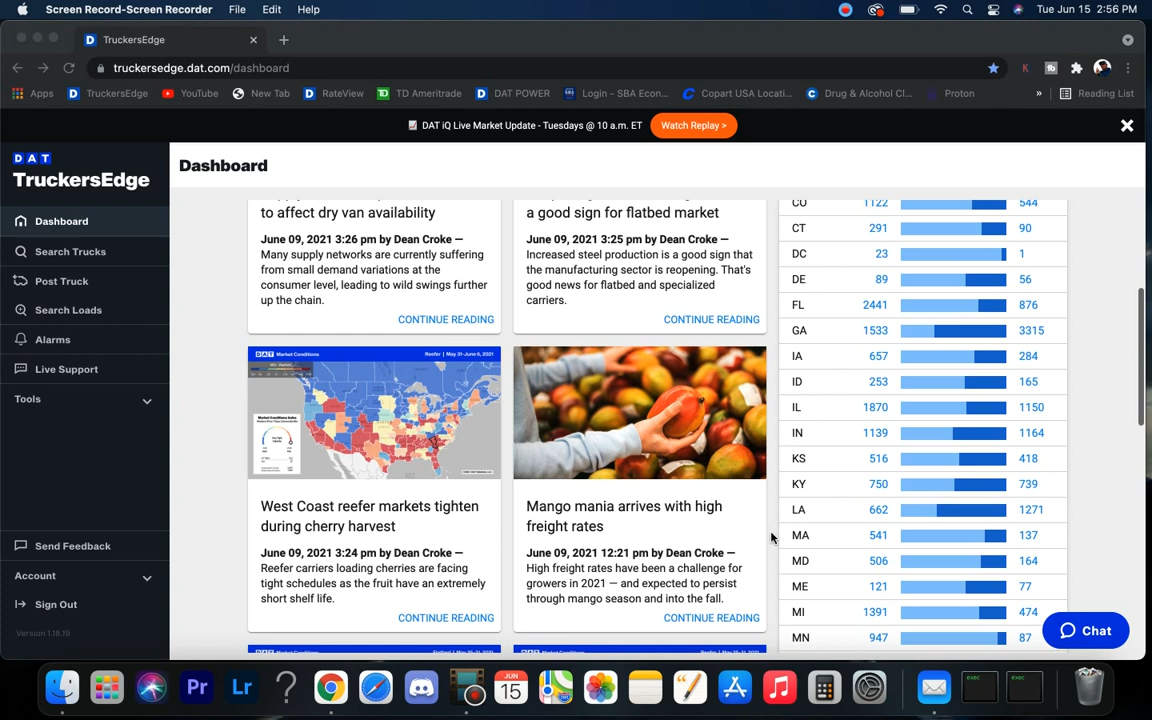 Screen Record-Screen Recorder File Edit Help Tue Jun 15 2:56 PM
TruckersEdge
truckersedge.dat.com/dashboard
Apps TruckersEdge YouTube New Tab RateView TD Ameritrade DAT POWER Login - SBA Econ... Copart USA Locati... Drug & Alcohol Cl... Proton » Reading List
DAT iQ Live Market Update - Tuesdays @ 10 a.m. ET Watch Replay >
DAT
TruckersEdge
Dashboard
Search Trucks
Post Truck
Search Loads
Alarms
Live Support
Tools
Send Feedback
Account
Sign Out
Version 1.18.19
Dashboard
to affect dry van availability
June 09, 2021 3:26 pm by Dean Croke —
Many supply networks are currently suffering
from small demand variations at the
consumer level, leading to wild swings further
up the chain.
CONTINUE READING
a good sign for flatbed market
June 09, 2021 3:25 pm by Dean Croke —
Increased steel production is a good sign that
the manufacturing sector is reopening. That's
good news for flatbed and specialized
carriers.
CONTINUE READING
DAT Market Conditions Reefer | May 31-June 6, 2021
West Coast reefer markets tighten
during cherry harvest
June 09, 2021 3:24 pm by Dean Croke —
Reefer carriers loading cherries are facing
tight schedules as the fruit have an extremely
short shelf life.
CONTINUE READING
Mango mania arrives with high
freight rates
June 09, 2021 12:21 pm by Dean Croke —
High freight rates have been a challenge for
growers in 2021 — and expected to persist
through mango season and into the fall.
CONTINUE READING
CO 1122 544
CT 291 90
DC 23 1
DE 89 56
FL 2441 876
GA 1533 3315
IA 657 284
ID 253 165
IL 1870 1150
IN 1139 1164
KS 516 418
KY 750 739
LA 662 1271
MA 541 137
MD 506 164
ME 121 77
MI 1391 474
MN 947 87
Chat
Pr Lr
JUN
15
exec exec